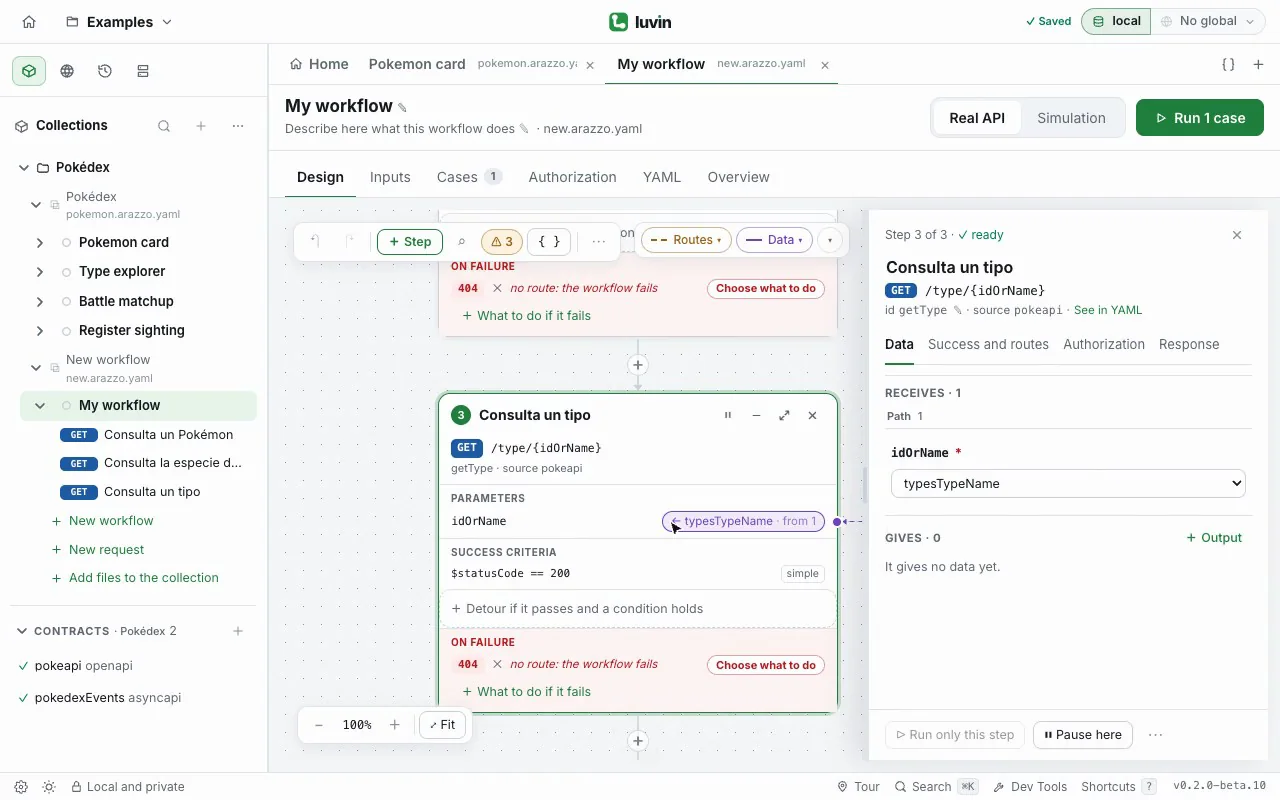 Examples
luvin
Saved
local
No global
Home
Pokemon card pokemon.arazzo.ya
My workflow new.arazzo.yaml
My workflow
Describe here what this workflow does · new.arazzo.yaml
Real API
Simulation
Run 1 case
Design
Inputs
Cases 1
Authorization
YAML
Overview
Collections
Pokédex
Pokédex
pokemon.arazzo.yaml
Pokemon card
Type explorer
Battle matchup
Register sighting
New workflow
new.arazzo.yaml
My workflow
GET Consulta un Pokémon
GET Consulta la especie d...
GET Consulta un tipo
+ New workflow
+ New request
+ Add files to the collection
CONTRACTS · Pokédex 2
pokeapi openapi
pokedexEvents asyncapi
+ Step
3
{ }
...
Routes
Data
ON FAILURE
404 × no route: the workflow fails
Choose what to do
+ What to do if it fails
3 Consulta un tipo
GET /type/{idOrName}
getType · source pokeapi
PARAMETERS
idOrName
← typesTypeName · from 1
SUCCESS CRITERIA
$statusCode == 200
simple
+ Detour if it passes and a condition holds
ON FAILURE
404 × no route: the workflow fails
Choose what to do
+ What to do if it fails
− 100% +
Fit
Step 3 of 3 · ✓ ready
Consulta un tipo
GET /type/{idOrName}
id getType · source pokeapi · See in YAML
Data
Success and routes
Authorization
Response
RECEIVES · 1
Path 1
idOrName *
typesTypeName
GIVES · 0
+ Output
It gives no data yet.
Run only this step
Pause here
...
Local and private
Tour
Search ⌘K
Dev Tools
Shortcuts ?
v0.2.0-beta.10